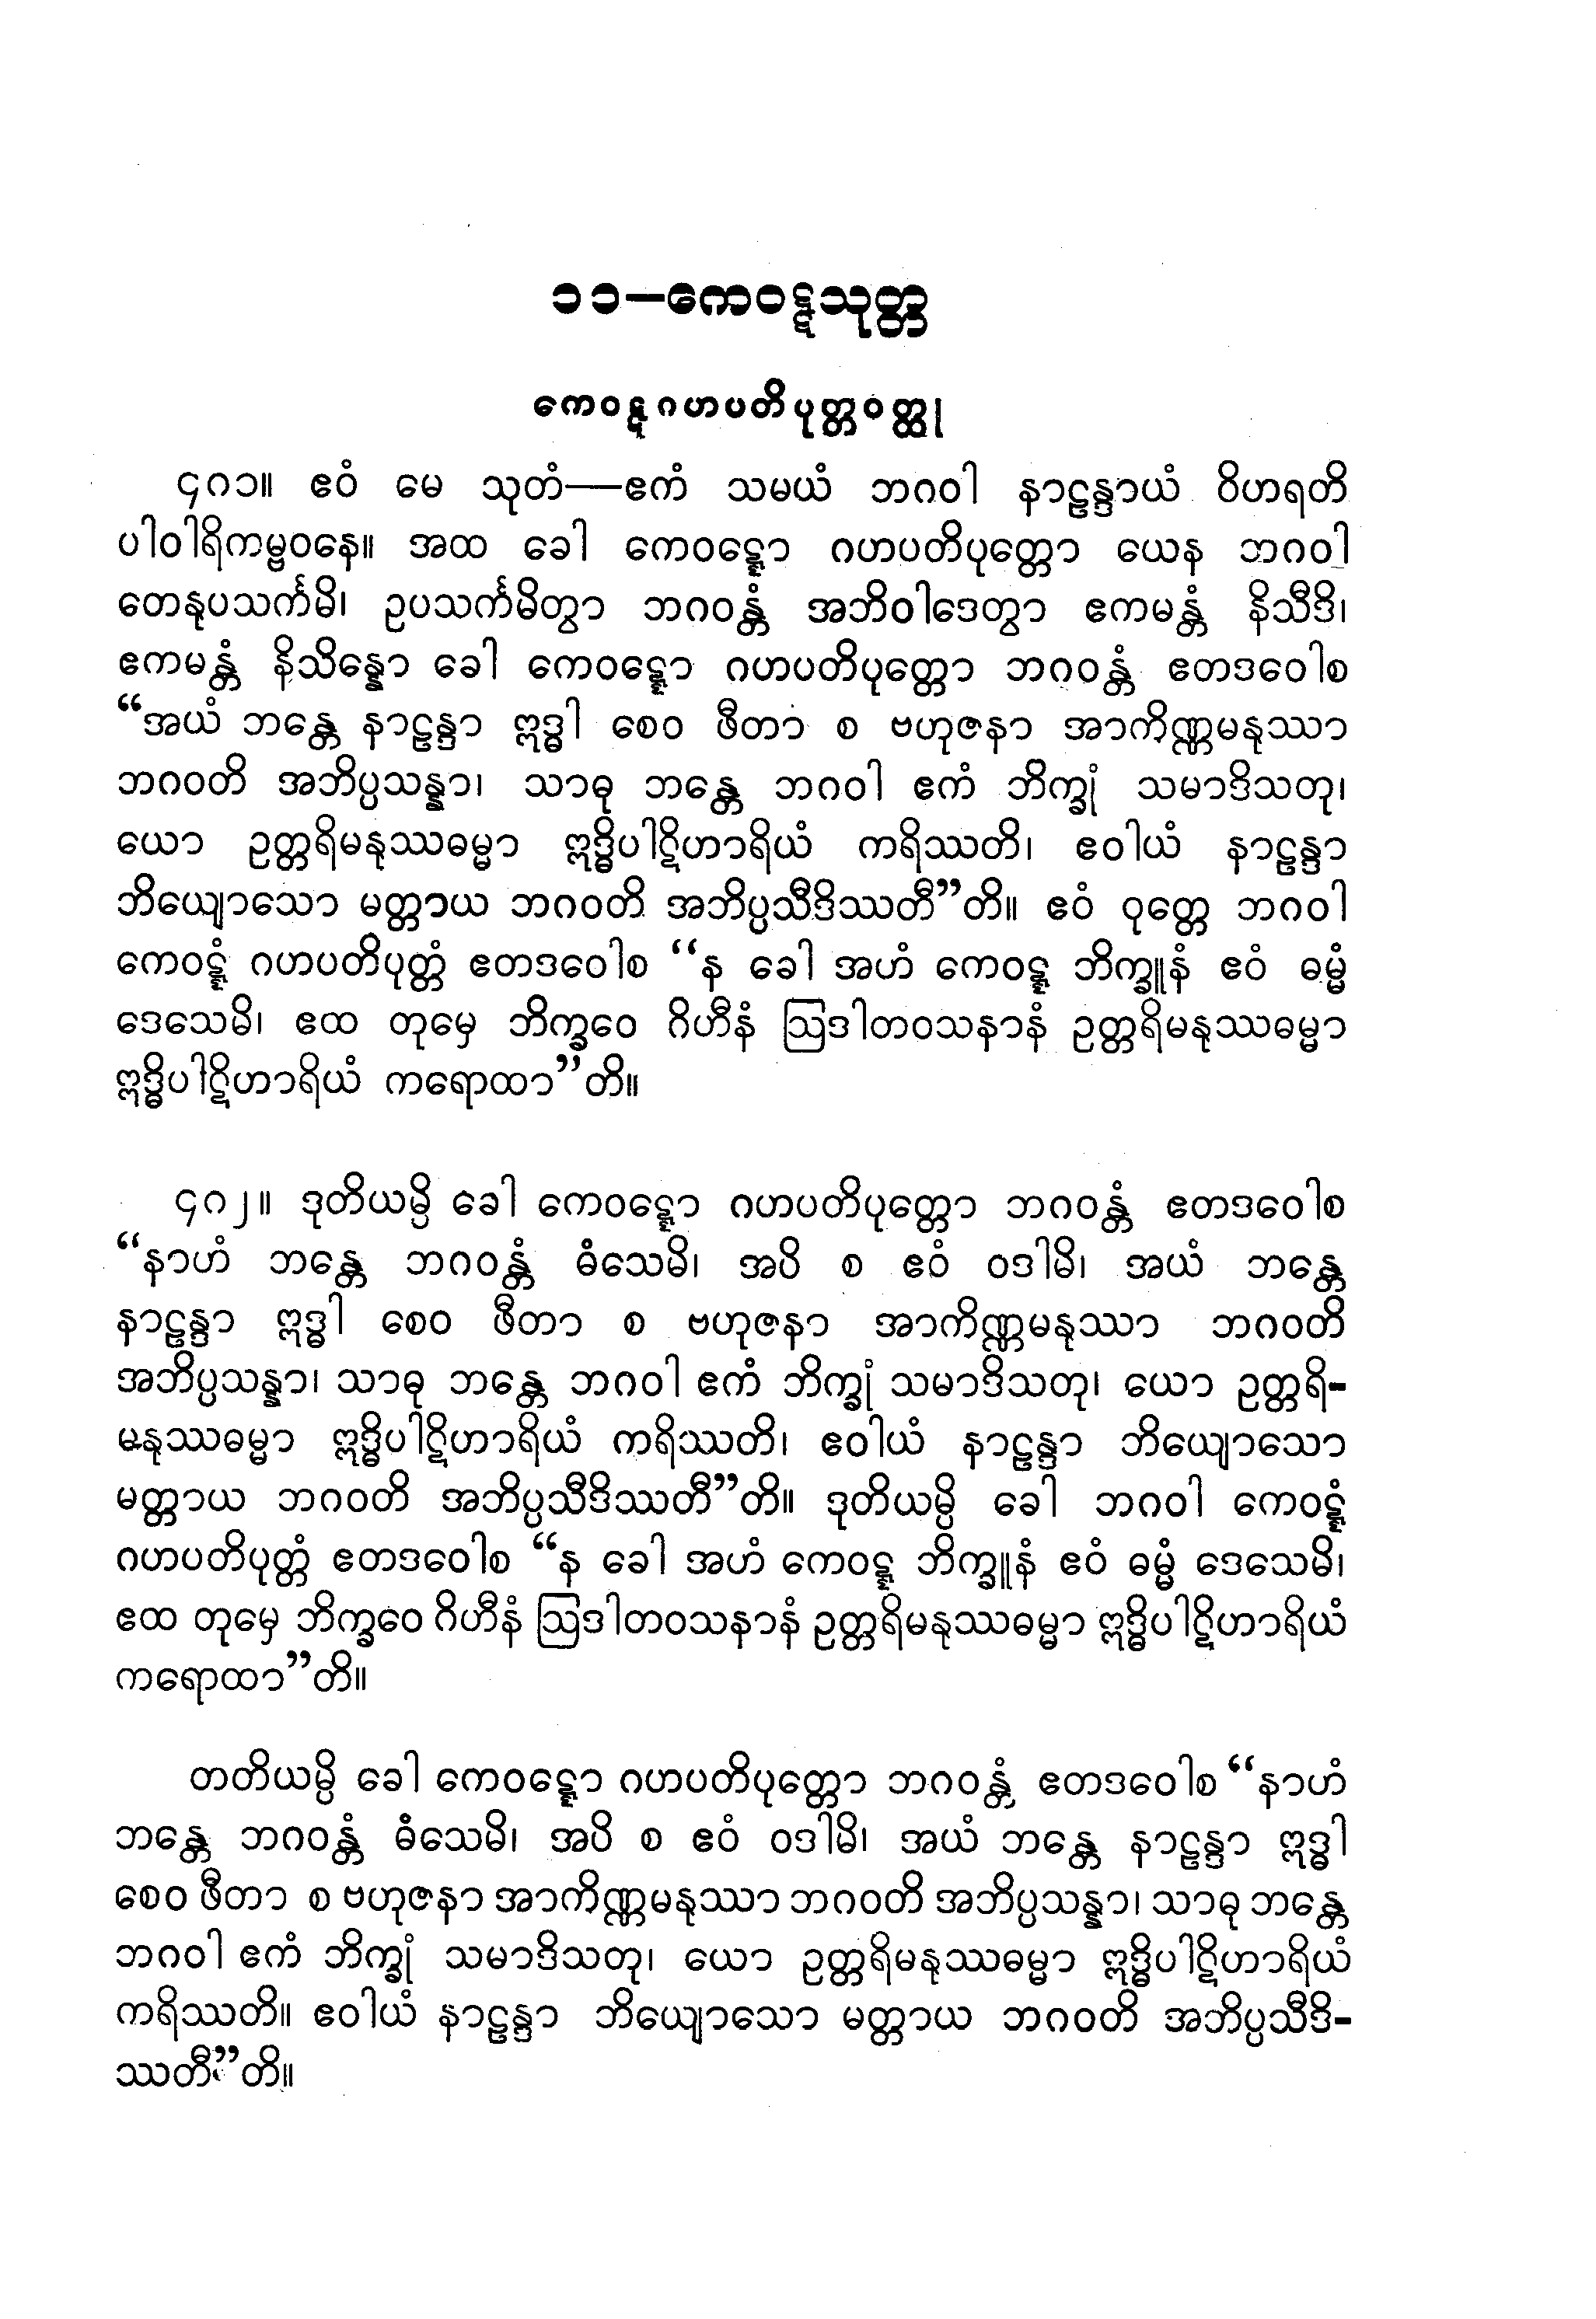 ၁၁—ကေဝဋ္ဋသုတ္တ
ကေဝဋ္ဋဂဟပတိပုတ္တဝတ္ထု
၄၈၁။ ဧဝံ မေ သုတံ—ဧကံ သမယံ ဘဂဝါ နာဠန္ဒာယံ ဝိဟရတိ
ပါဝါရိကမ္ဗဝနေ။ အထ ခေါ ကေဝဋ္ဋော ဂဟပတိပုတ္တော ယေန ဘဂဝါ
တေနုပသင်္ကမိ၊ ဥပသင်္ကမိတွာ ဘဂဝန္တံ အဘိဝါဒေတွာ ဧကမန္တံ နိသီဒိ၊
ဧကမန္တံ နိသိန္နော ခေါ ကေဝဋ္ဋော ဂဟပတိပုတ္တော ဘဂဝန္တံ ဧတဒဝေါစ
“အယံ ဘန္တေ နာဠန္ဒာ ဣဒ္ဓါ စေဝ ဖီတာ စ ဗဟုဇနာ အာကိဏ္ဏမနုဿာ
ဘဂဝတိ အဘိပ္ပသန္နာ၊ သာဓု ဘန္တေ ဘဂဝါ ဧကံ ဘိက္ခုံ သမာဒိသတု၊
ယော ဥတ္တရိမနုဿဓမ္မာ ဣဒ္ဓိပါဋိဟာရိယံ ကရိဿတိ၊ ဧဝါယံ နာဠန္ဒာ
ဘိယျောသော မတ္တာယ ဘဂဝတိ အဘိပ္ပသီဒိဿတီ”တိ။ ဧဝံ ဝုတ္တေ ဘဂဝါ
ကေဝဋ္ဋံ ဂဟပတိပုတ္တံ ဧတဒဝေါစ “န ခေါ အဟံ ကေဝဋ္ဋ ဘိက္ခူနံ ဧဝံ ဓမ္မံ
ဒေသေမိ၊ ဧထ တုမှေ ဘိက္ခဝေ ဂိဟီနံ ဩဒါတဝသနာနံ ဥတ္တရိမနုဿဓမ္မာ
ဣဒ္ဓိပါဋိဟာရိယံ ကရောထာ”တိ။
၄၈၂။ ဒုတိယမ္ပိ ခေါ ကေဝဋ္ဋော ဂဟပတိပုတ္တော ဘဂဝန္တံ ဧတဒဝေါစ
“နာဟံ ဘန္တေ ဘဂဝန္တံ ဓံသေမိ၊ အပိ စ ဧဝံ ဝဒါမိ၊ အယံ ဘန္တေ
နာဠန္ဒာ ဣဒ္ဓါ စေဝ ဖီတာ စ ဗဟုဇနာ အာကိဏ္ဏမနုဿာ ဘဂဝတိ
အဘိပ္ပသန္နာ၊ သာဓု ဘန္တေ ဘဂဝါ ဧကံ ဘိက္ခုံ သမာဒိသတု၊ ယော ဥတ္တရိ-
မနုဿဓမ္မာ ဣဒ္ဓိပါဋိဟာရိယံ ကရိဿတိ၊ ဧဝါယံ နာဠန္ဒာ ဘိယျောသော
မတ္တာယ ဘဂဝတိ အဘိပ္ပသီဒိဿတီ”တိ။ ဒုတိယမ္ပိ ခေါ ဘဂဝါ ကေဝဋ္ဋံ
ဂဟပတိပုတ္တံ ဧတဒဝေါစ “န ခေါ အဟံ ကေဝဋ္ဋ ဘိက္ခူနံ ဧဝံ ဓမ္မံ ဒေသေမိ၊
ဧထ တုမှေ ဘိက္ခဝေ ဂိဟီနံ ဩဒါတဝသနာနံ ဥတ္တရိမနုဿဓမ္မာ ဣဒ္ဓိပါဋိဟာရိယံ
ကရောထာ”တိ။
တတိယမ္ပိ ခေါ ကေဝဋ္ဋော ဂဟပတိပုတ္တော ဘဂဝန္တံ ဧတဒဝေါစ “နာဟံ
ဘန္တေ ဘဂဝန္တံ ဓံသေမိ၊ အပိ စ ဧဝံ ဝဒါမိ၊ အယံ ဘန္တေ နာဠန္ဒာ ဣဒ္ဓါ
စေဝ ဖီတာ စ ဗဟုဇနာ အာကိဏ္ဏမနုဿာ ဘဂဝတိ အဘိပ္ပသန္နာ၊ သာဓု ဘန္တေ
ဘဂဝါ ဧကံ ဘိက္ခုံ သမာဒိသတု၊ ယော ဥတ္တရိမနုဿဓမ္မာ ဣဒ္ဓိပါဋိဟာရိယံ
ကရိဿတိ။ ဧဝါယံ နာဠန္ဒာ ဘိယျောသော မတ္တာယ ဘဂဝတိ အဘိပ္ပသီဒိ-
ဿတီ”တိ။